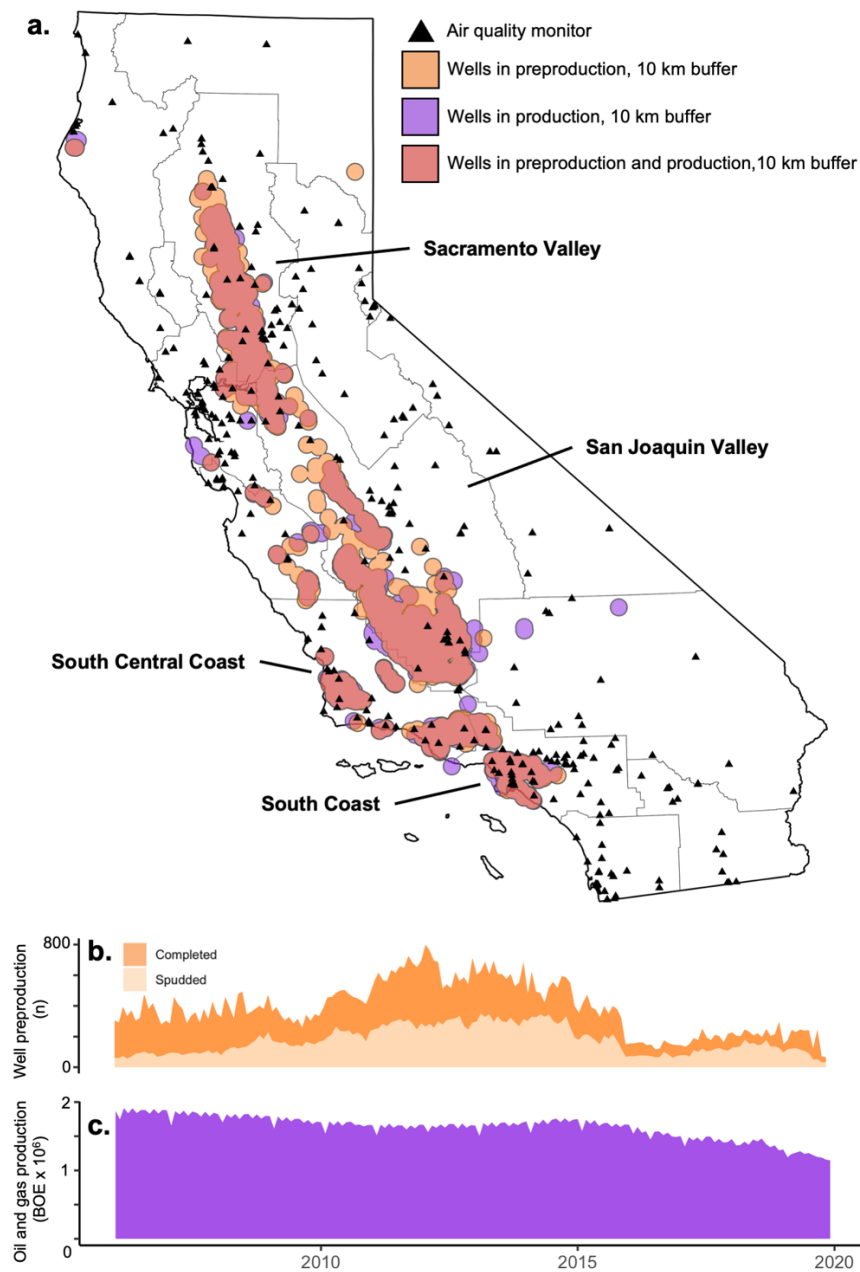 a.
Air quality monitor
Wells in preproduction, 10 km buffer
Wells in production, 10 km buffer
Wells in preproduction and production,10 km buffer
Sacramento Valley
San Joaquin Valley
South Central Coast
South Coast
b.
Completed
Spudded
Well preproduction
(n)
800
0
c.
Oil and gas production
(BOE x 10⁶)
2
1
0
2010
2015
2020